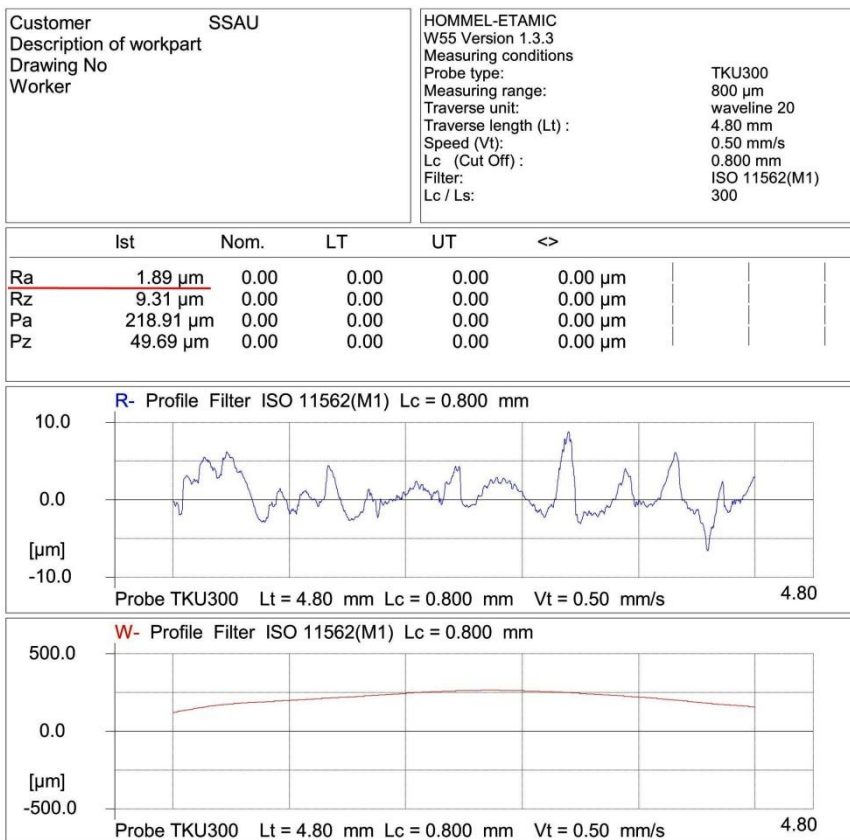 Customer SSAU
Description of workpart
Drawing No
Worker
HOMMEL-ETAMIC
W55 Version 1.3.3
Measuring conditions
Probe type: TKU300
Measuring range: 800 µm
Traverse unit: waveline 20
Traverse length (Lt) : 4.80 mm
Speed (Vt): 0.50 mm/s
Lc (Cut Off) : 0.800 mm
Filter: ISO 11562(M1)
Lc / Ls: 300
Ist Nom. LT UT <>
Ra 1.89 µm 0.00 0.00 0.00 0.00 µm
Rz 9.31 µm 0.00 0.00 0.00 0.00 µm
Pa 218.91 µm 0.00 0.00 0.00 0.00 µm
Pz 49.69 µm 0.00 0.00 0.00 0.00 µm
R- Profile Filter ISO 11562(M1) Lc = 0.800 mm
10.0
0.0
[µm]
-10.0
Probe TKU300 Lt = 4.80 mm Lc = 0.800 mm Vt = 0.50 mm/s 4.80
W- Profile Filter ISO 11562(M1) Lc = 0.800 mm
500.0
0.0
[µm]
-500.0
Probe TKU300 Lt = 4.80 mm Lc = 0.800 mm Vt = 0.50 mm/s 4.80